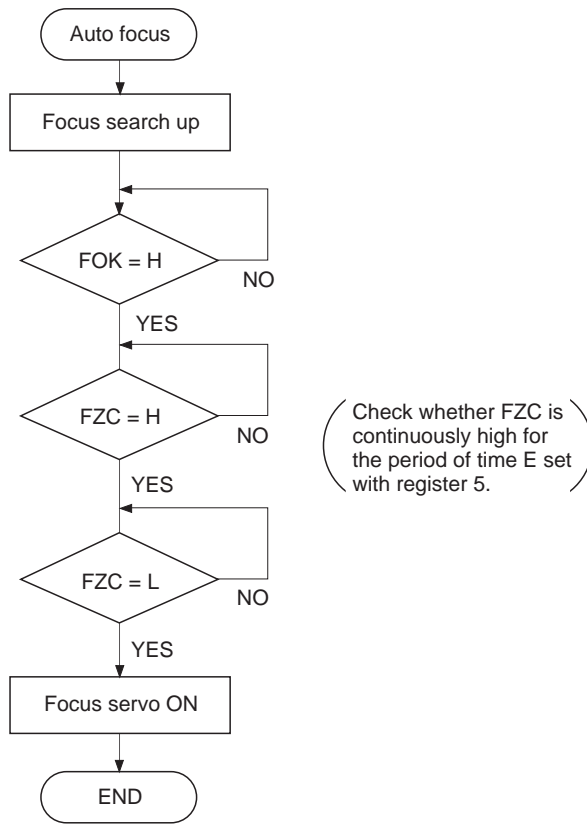 Auto focus
Focus search up
FOK = H
NO
YES
FZC = H
NO
Check whether FZC is
continuously high for
the period of time E set
with register 5.
YES
FZC = L
NO
YES
Focus servo ON
END